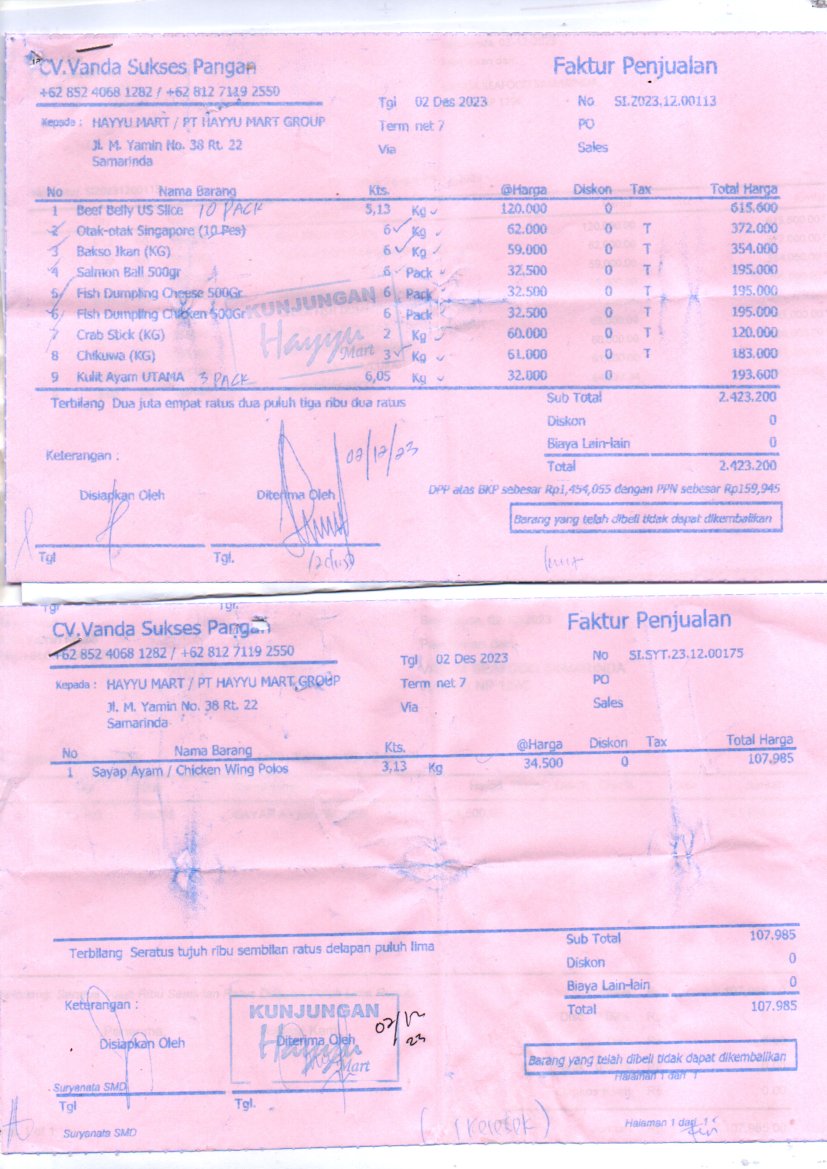 CV.Vanda Sukses Pangan
Faktur Penjualan
+62 852 4068 1282 / +62 812 7119 2550
Tgl 02 Des 2023
No SI.2023.12.00113
Kepada : HAYYU MART / PT HAYYU MART GROUP
Term net 7
PO
Jl. M. Yamin No. 38 Rt. 22
Via
Sales
Samarinda
No Nama Barang Kts. @Harga Diskon Tax Total Harga
1 Beef Belly US Slice 10 PACK 5,13 Kg 120.000 0 615.600
2 Otak-otak Singapore (10 Pcs) 6 Kg 62.000 0 T 372.000
3 Bakso Ikan (KG) 6 Kg 59.000 0 T 354.000
4 Salmon Ball 500gr 6 Pack 32.500 0 T 195.000
5 Fish Dumpling Cheese 500Gr 6 Pack 32.500 0 T 195.000
6 Fish Dumpling Chicken 500Gr 6 Pack 32.500 0 T 195.000
7 Crab Stick (KG) 2 Kg 60.000 0 T 120.000
8 Chikuwa (KG) 3 Kg 61.000 0 T 183.000
9 Kulit Ayam UTAMA 3 PACK 6,05 Kg 32.000 0 193.600
KUNJUNGAN
Hayyu
Mart
Terbilang Dua juta empat ratus dua puluh tiga ribu dua ratus
Sub Total 2.423.200
Diskon 0
Biaya Lain-lain 0
Total 2.423.200
Keterangan :
02/12/23
Disiapkan Oleh
Diterima Oleh
DPP atas BKP sebesar Rp1,454,055 dengan PPN sebesar Rp159,945
Barang yang telah dibeli tidak dapat dikembalikan
Tgl
Tgl.
Tgl
Tgl.
CV.Vanda Sukses Pangan
Faktur Penjualan
+62 852 4068 1282 / +62 812 7119 2550
Tgl 02 Des 2023
No SI.SYT.23.12.00175
Kepada : HAYYU MART / PT HAYYU MART GROUP
Term net 7
PO
Jl. M. Yamin No. 38 Rt. 22
Via
Sales
Samarinda
No Nama Barang Kts. @Harga Diskon Tax Total Harga
1 Sayap Ayam / Chicken Wing Polos 3,13 Kg 34.500 0 107.985
Terbilang Seratus tujuh ribu sembilan ratus delapan puluh lima
Sub Total 107.985
Diskon 0
Biaya Lain-lain 0
Total 107.985
Keterangan :
KUNJUNGAN
Hayyu
Mart
02/12
23
Disiapkan Oleh
Diterima Oleh
Barang yang telah dibeli tidak dapat dikembalikan
Halaman 1 dari 1
Suryanata SMD
Tgl
Tgl.
Suryanata SMD
Halaman 1 dari 1